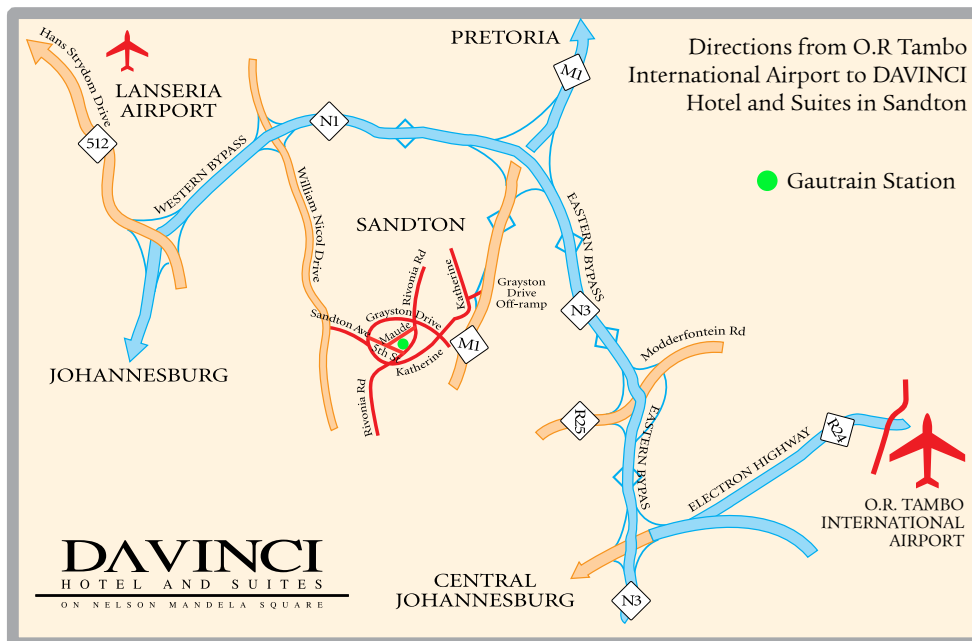 Directions from O.R Tambo
International Airport to DAVINCI
Hotel and Suites in Sandton
Gautrain Station
PRETORIA
M1
Hans Strydom Drive
LANSERIA
AIRPORT
512
N1
WESTERN BYPASS
William Nicol Drive
SANDTON
EASTERN BYPASS
Rivonia Rd
Katherine
Grayston
Drive
Off-ramp
Sandton Ave
Grayston Drive
Maude
5th St
Katherine
M1
N3
Modderfontein Rd
JOHANNESBURG
Rivonia Rd
R25
EASTERN BYPAS
R24
ELECTRON HIGHWAY
O.R. TAMBO
INTERNATIONAL
AIRPORT
CENTRAL
JOHANNESBURG
N3
DAVINCI
HOTEL AND SUITES
ON NELSON MANDELA SQUARE